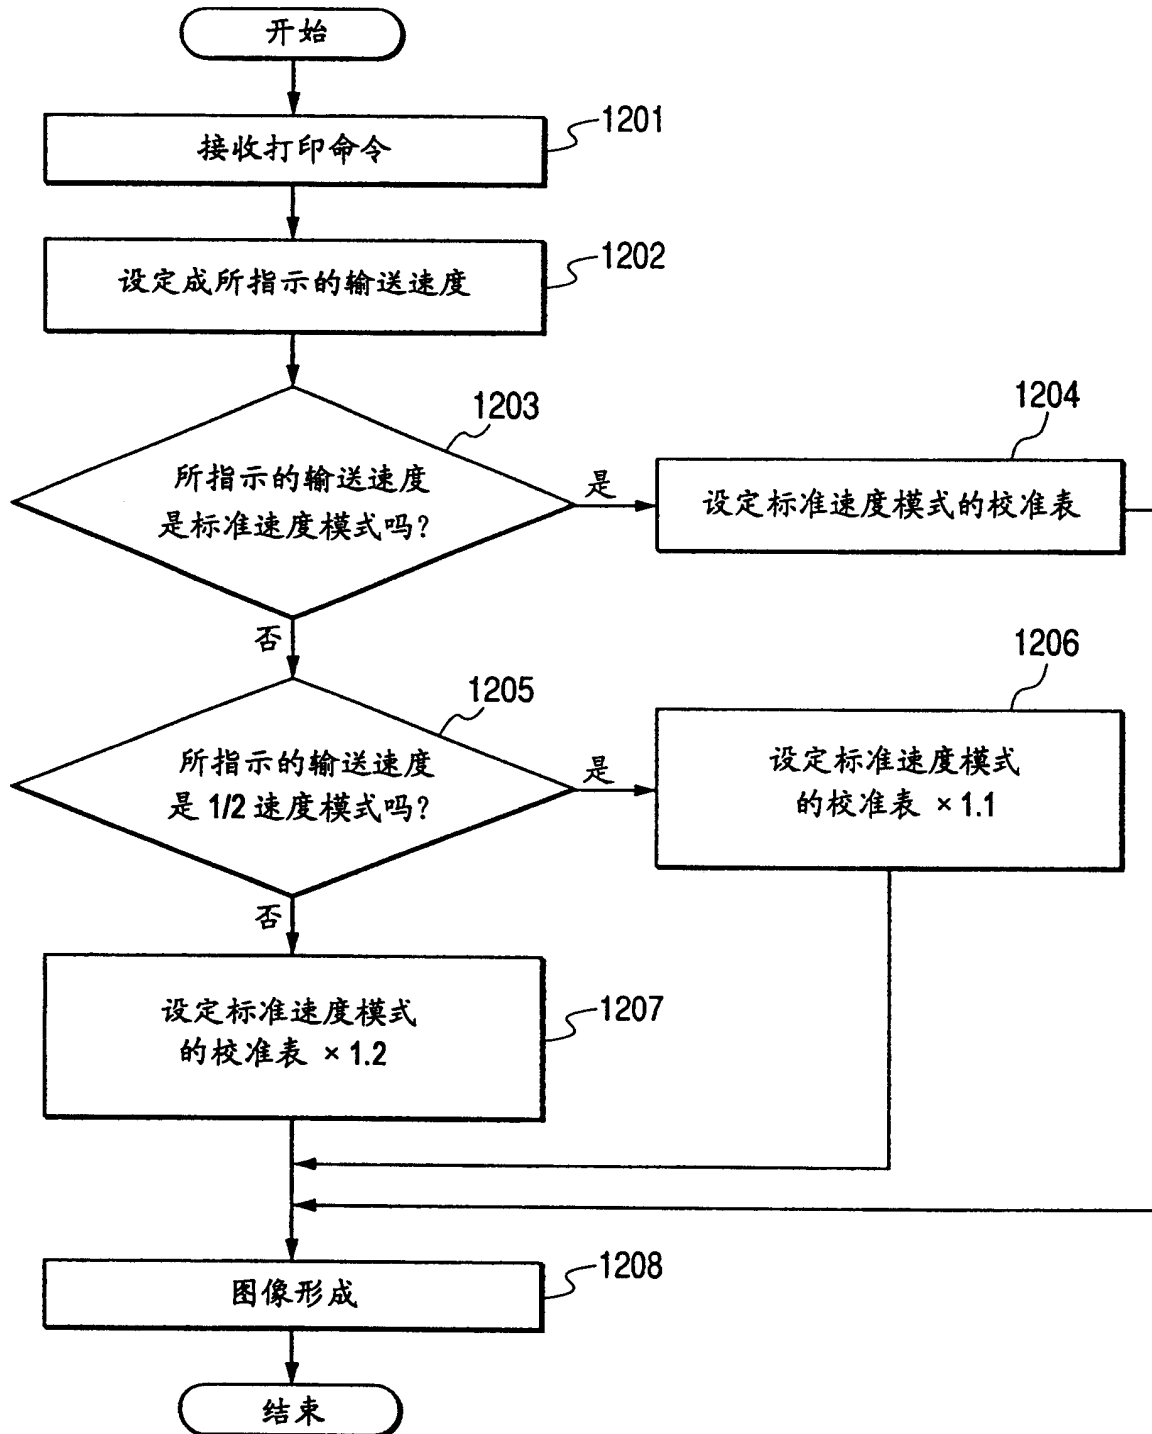 开始
接收打印命令
1201
设定成所指示的输送速度
1202
所指示的输送速度
是标准速度模式吗?
1203
是
设定标准速度模式的校准表
1204
否
所指示的输送速度
是 1/2 速度模式吗?
1205
是
设定标准速度模式
的校准表 × 1.1
1206
否
设定标准速度模式
的校准表 × 1.2
1207
图像形成
1208
结束